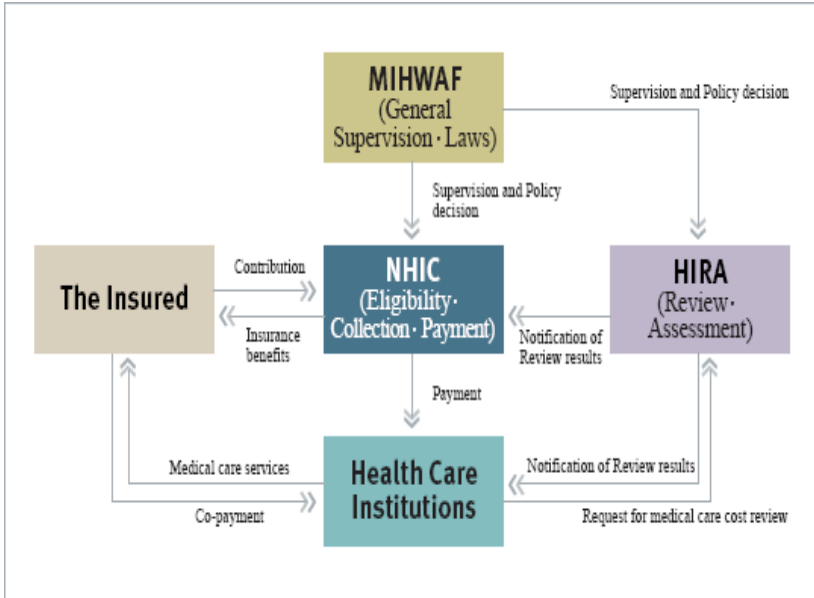 MIHWAF
(General
Supervision · Laws)
Supervision and Policy decision
Supervision and Policy
decision
The Insured
Contribution
Insurance
benefits
NHIC
(Eligibility·
Collection · Payment)
HIRA
(Review·
Assessment)
Notification of
Review results
Payment
Medical care services
Co-payment
Health Care
Institutions
Notification of Review results
Request for medical care cost review